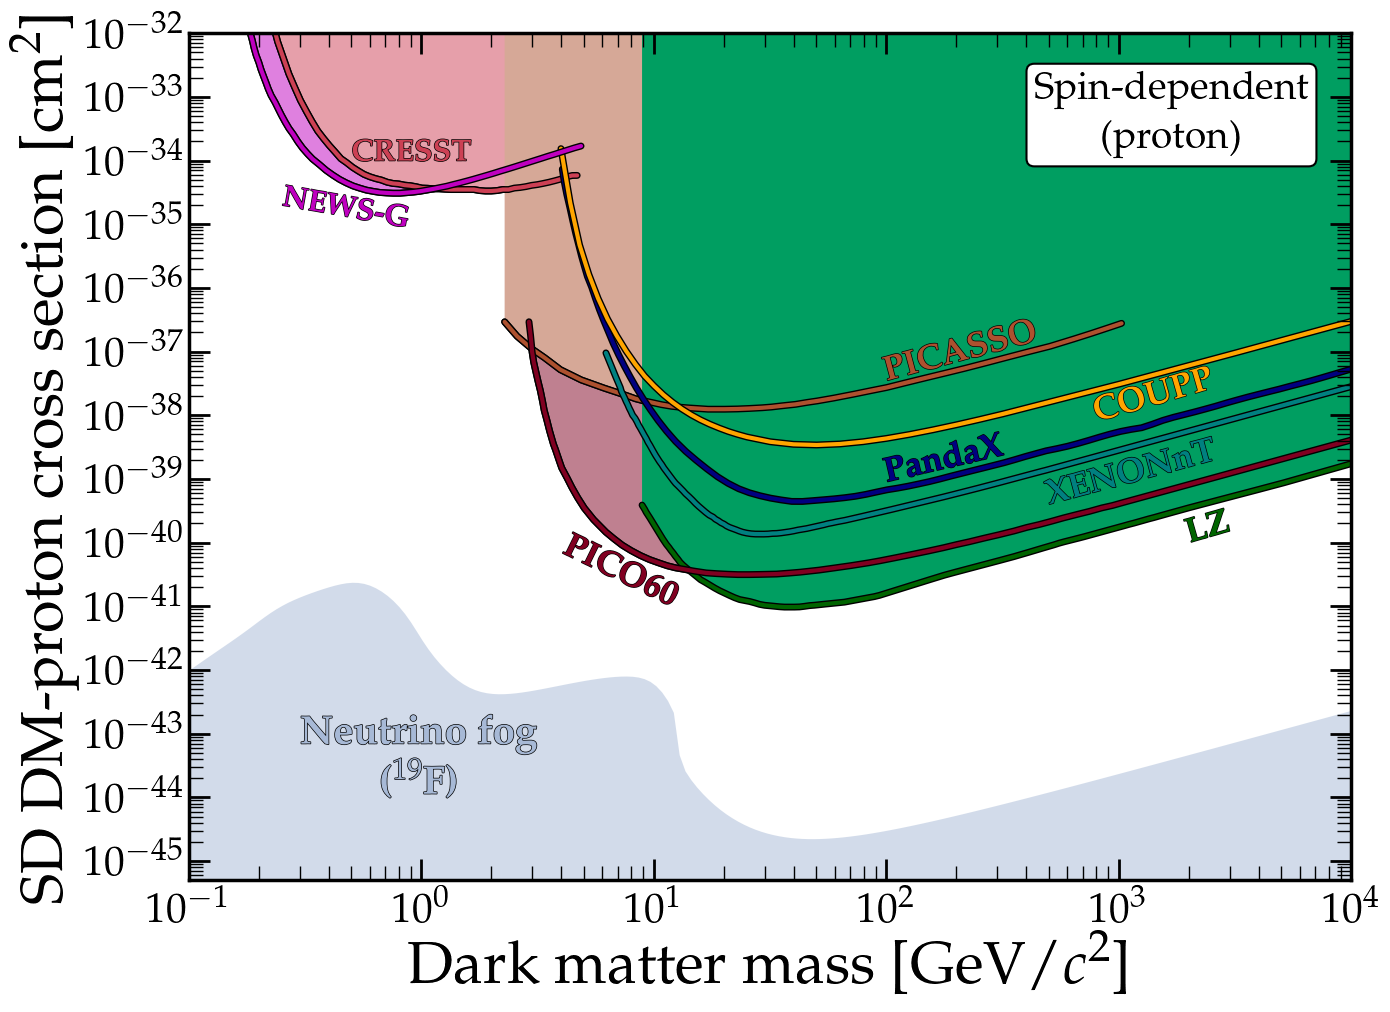 SD DM-proton cross section [cm²]
10⁻³²
10⁻³³
10⁻³⁴
10⁻³⁵
10⁻³⁶
10⁻³⁷
10⁻³⁸
10⁻³⁹
10⁻⁴⁰
10⁻⁴¹
10⁻⁴²
10⁻⁴³
10⁻⁴⁴
10⁻⁴⁵
Spin-dependent
(proton)
CRESST
NEWS-G
PICASSO
COUPP
PandaX
XENONnT
LZ
PICO60
Neutrino fog
(¹⁹F)
10⁻¹
10⁰
10¹
10²
10³
10⁴
Dark matter mass [GeV/c²]